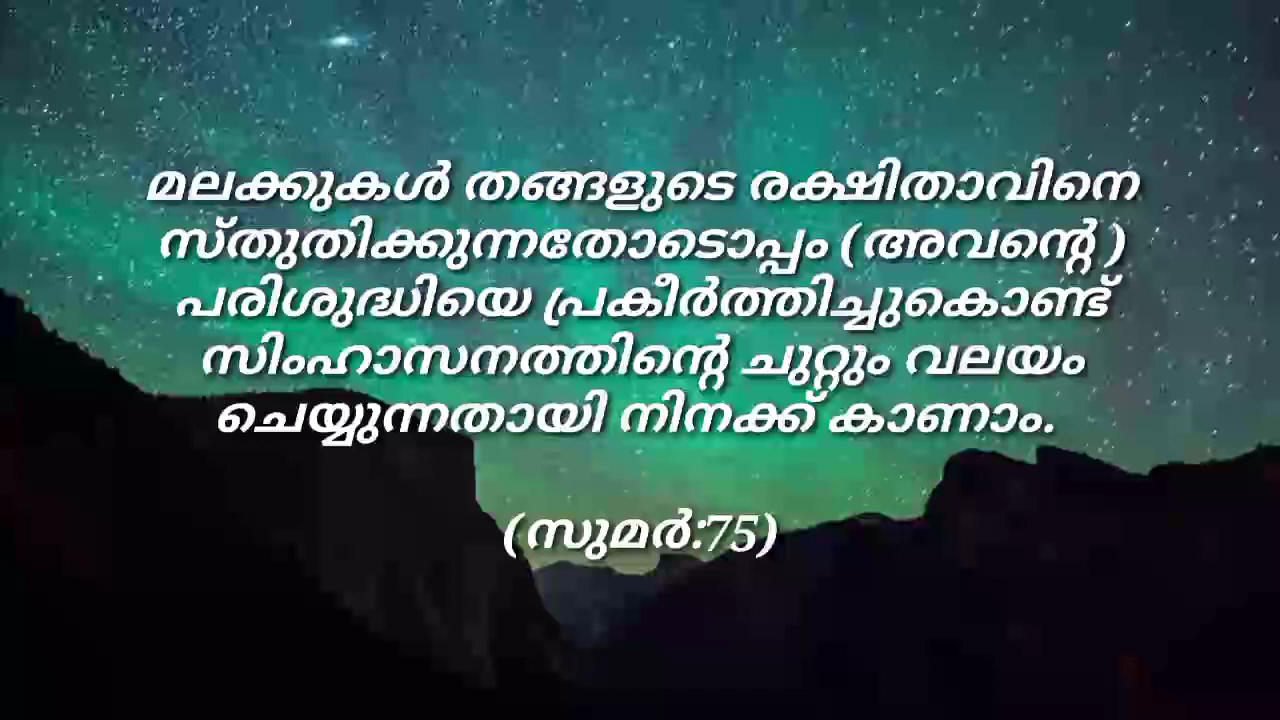 മലക്കുകൾ തങ്ങളുടെ രക്ഷിതാവിനെ
സ്തുതിക്കുന്നതോടൊപ്പം (അവന്റെ )
പരിശുദ്ധിയെ പ്രകീർത്തിച്ചുകൊണ്ട്
സിംഹാസനത്തിന്റെ ചുറ്റും വലയം
ചെയ്യുന്നതായി നിനക്ക് കാണാം.
(സുമർ:75)